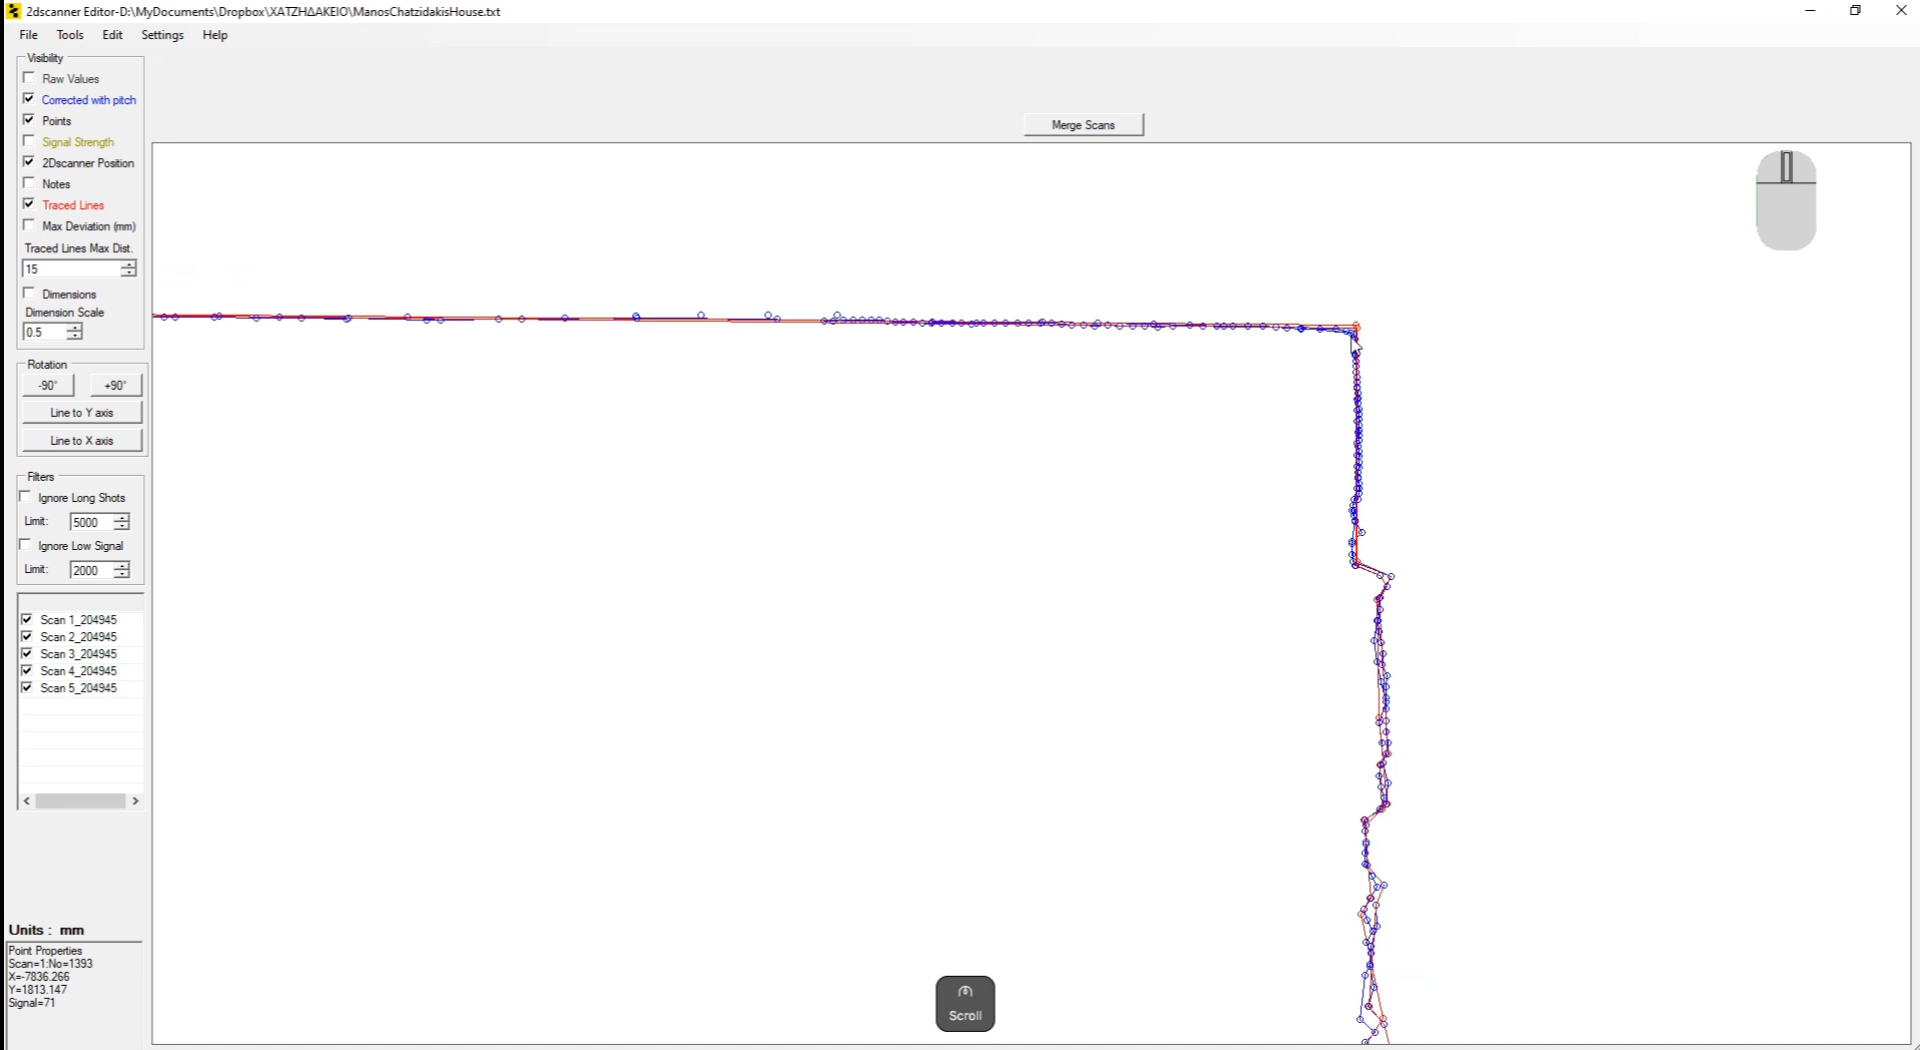 2dscanner Editor-D:\MyDocuments\Dropbox\ΧΑΤΖΗΔΑΚΕΙΟ\ManosChatzidakisHouse.txt
File Tools Edit Settings Help
Visibility
Raw Values
Corrected with pitch
Points
Signal Strength
2Dscanner Position
Notes
Traced Lines
Max Deviation (mm)
Traced Lines Max Dist.
15
Dimensions
Dimension Scale
0.5
Rotation
-90° +90°
Line to Y axis
Line to X axis
Filters
Ignore Long Shots
Limit: 5000
Ignore Low Signal
Limit: 2000
Scan 1_204945
Scan 2_204945
Scan 3_204945
Scan 4_204945
Scan 5_204945
Units : mm
Point Properties
Scan=1:No=1393
X=-7836.266
Y=1813.147
Signal=71
Merge Scans
Scroll